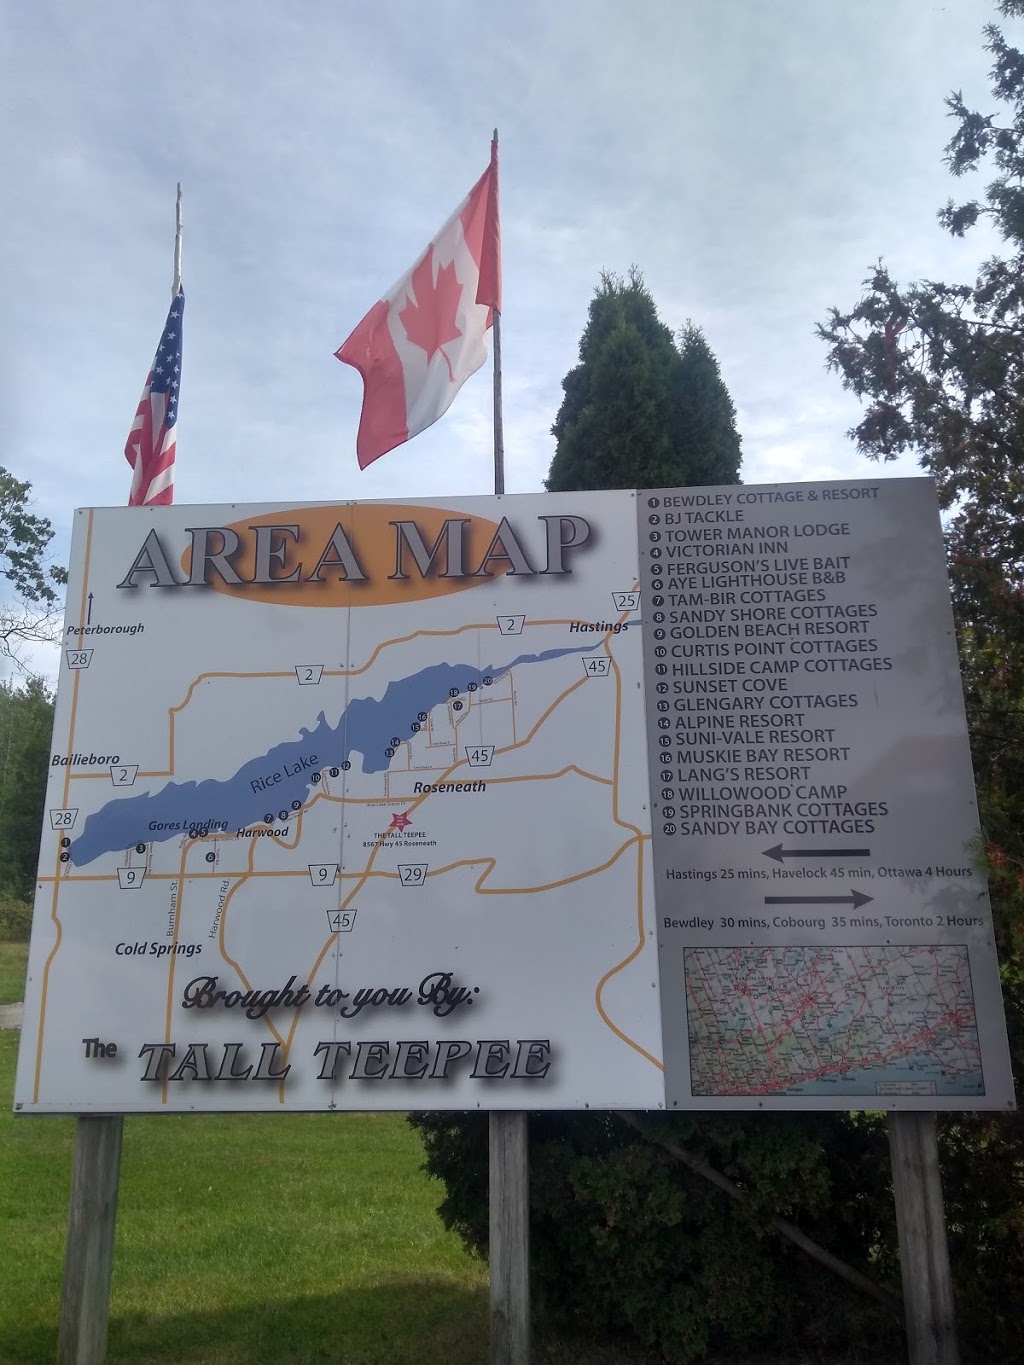 AREA MAP
Peterborough
28
2
2
25
Hastings
45
Bailieboro
2
28
Rice Lake
45
Roseneath
Gores Landing
Harwood
THE TALL TEEPEE
8567 Hwy 45 Roseneath
9
9
29
45
Burnham St.
Harwood Rd.
Cold Springs
Brought to you By:
The TALL TEEPEE
1 BEWDLEY COTTAGE & RESORT
2 BJ TACKLE
3 TOWER MANOR LODGE
4 VICTORIAN INN
5 FERGUSON'S LIVE BAIT
6 AYE LIGHTHOUSE B&B
7 TAM-BIR COTTAGES
8 SANDY SHORE COTTAGES
9 GOLDEN BEACH RESORT
10 CURTIS POINT COTTAGES
11 HILLSIDE CAMP COTTAGES
12 SUNSET COVE
13 GLENGARY COTTAGES
14 ALPINE RESORT
15 SUNI-VALE RESORT
16 MUSKIE BAY RESORT
17 LANG'S RESORT
18 WILLOWOOD CAMP
19 SPRINGBANK COTTAGES
20 SANDY BAY COTTAGES
Hastings 25 mins, Havelock 45 min, Ottawa 4 Hours
Bewdley 30 mins, Cobourg 35 mins, Toronto 2 Hours